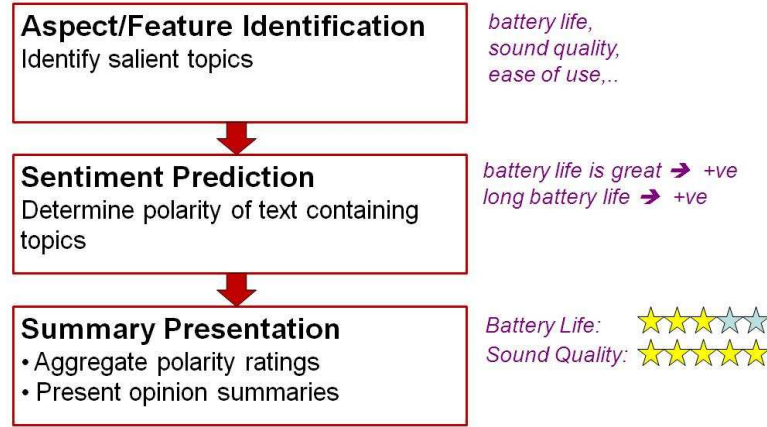 Aspect/Feature Identification
Identify salient topics
battery life,
sound quality,
ease of use,..
Sentiment Prediction
Determine polarity of text containing
topics
battery life is great ➔ +ve
long battery life ➔ +ve
Summary Presentation
• Aggregate polarity ratings
• Present opinion summaries
Battery Life:
Sound Quality: